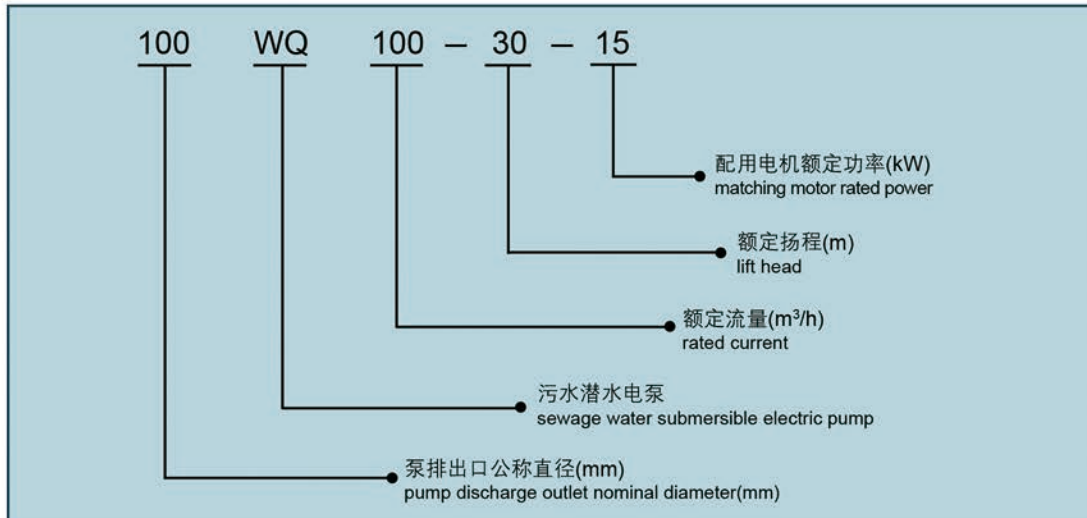 100 WQ 100 – 30 – 15
配用电机额定功率(kW)
matching motor rated power
额定扬程(m)
lift head
额定流量(m³/h)
rated current
污水潜水电泵
sewage water submersible electric pump
泵排出口公称直径(mm)
pump discharge outlet nominal diameter(mm)